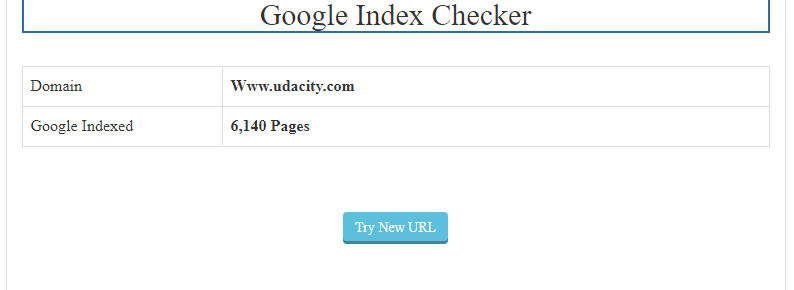 Google Index Checker
Domain Www.udacity.com
Google Indexed 6,140 Pages
Try New URL